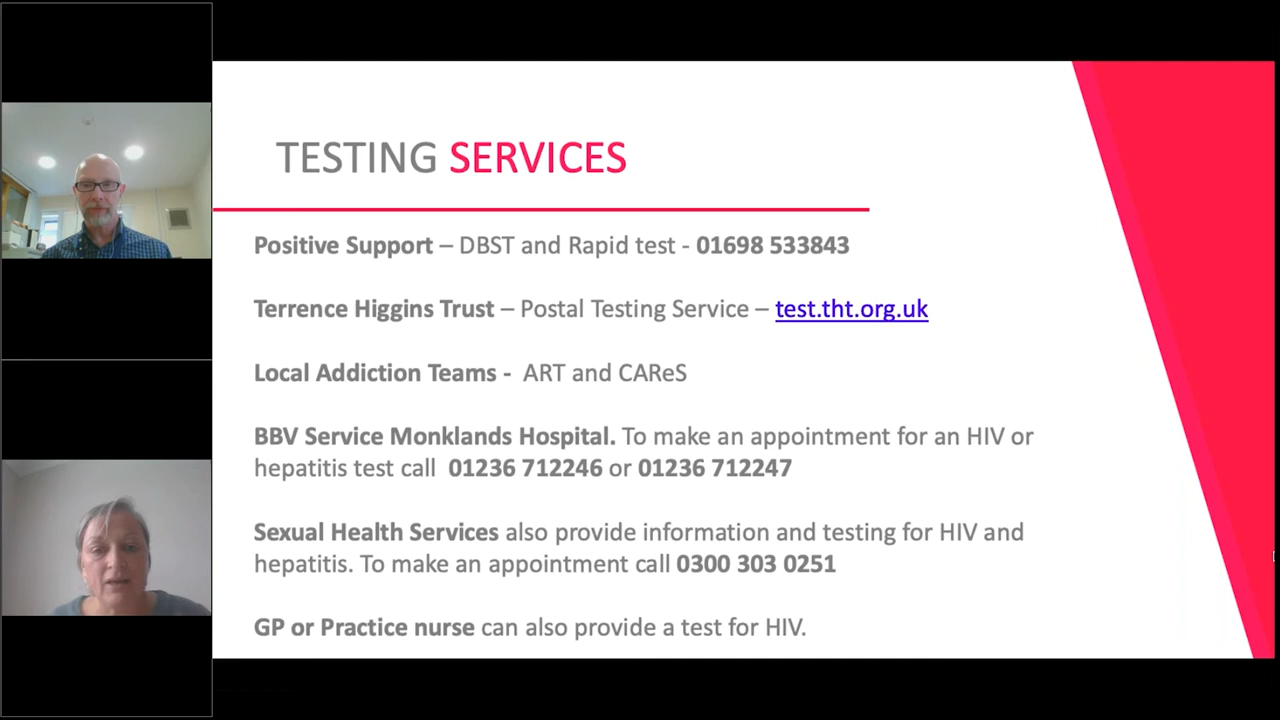 TESTING SERVICES
Positive Support – DBST and Rapid test - 01698 533843
Terrence Higgins Trust – Postal Testing Service – test.tht.org.uk
Local Addiction Teams - ART and CAReS
BBV Service Monklands Hospital. To make an appointment for an HIV or
hepatitis test call 01236 712246 or 01236 712247
Sexual Health Services also provide information and testing for HIV and
hepatitis. To make an appointment call 0300 303 0251
GP or Practice nurse can also provide a test for HIV.